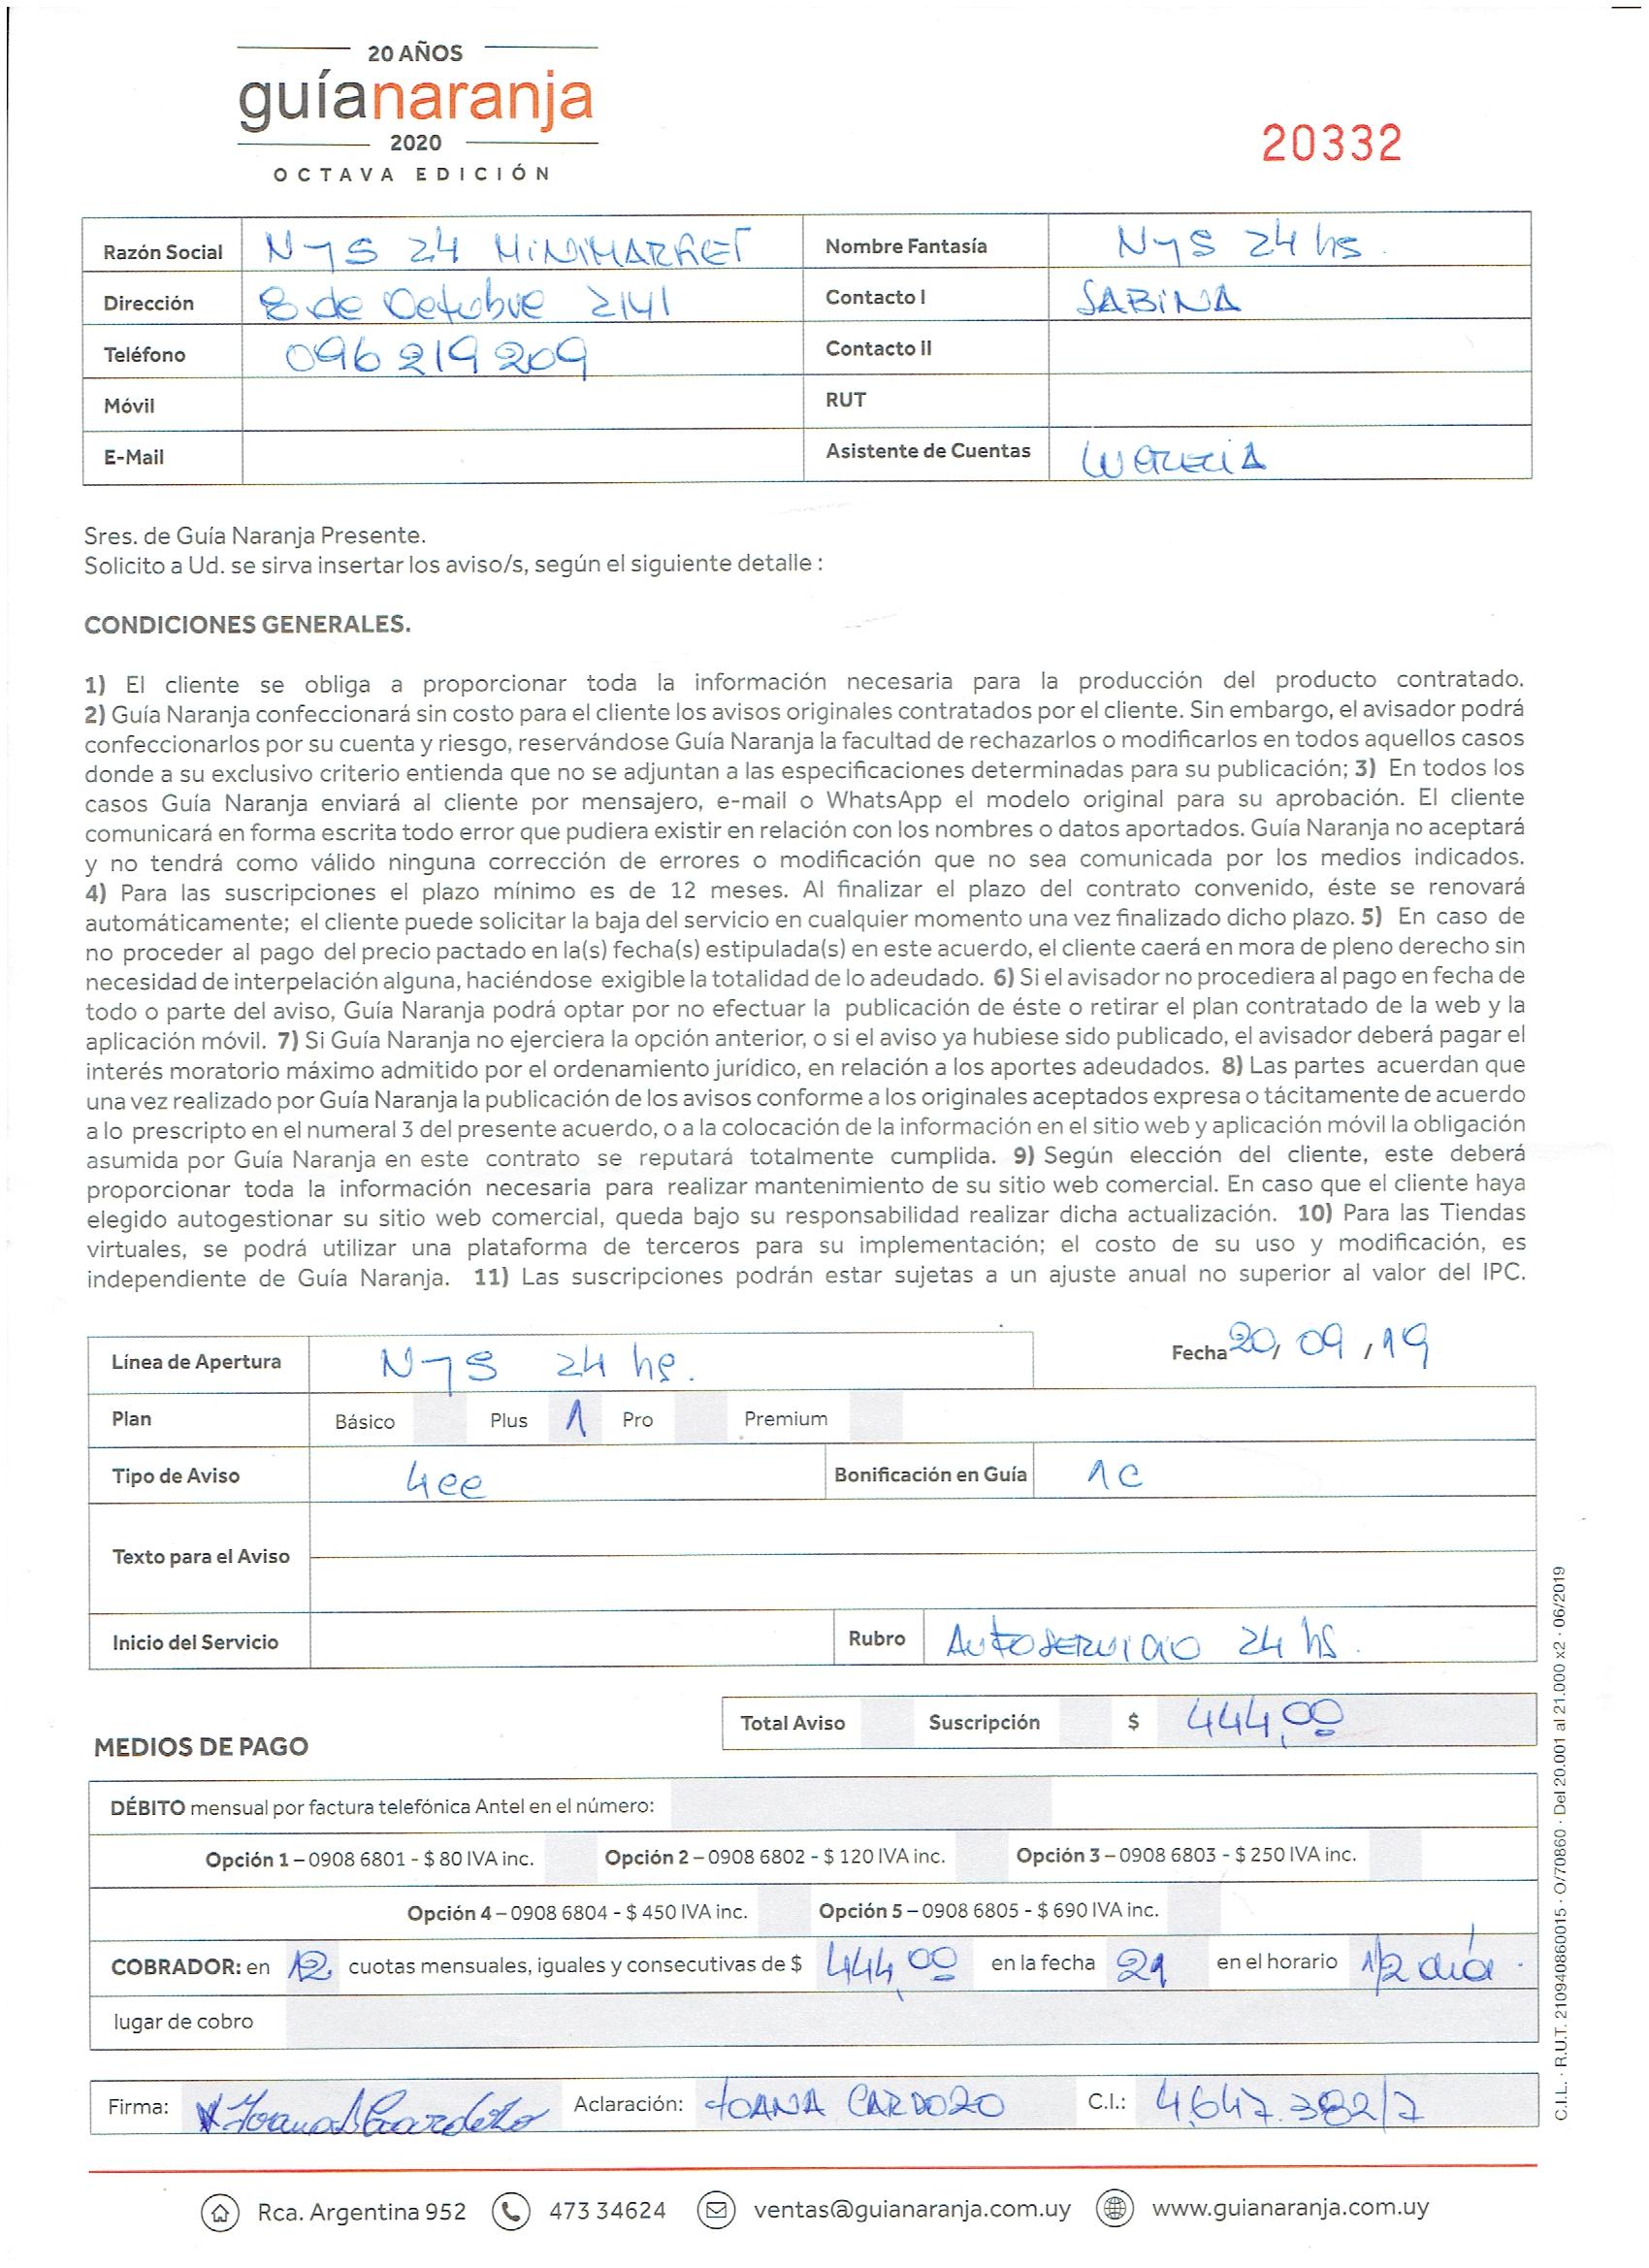 20 AÑOS
guíanaranja
2020
OCTAVA EDICIÓN
20332
Razón Social NyS 24 MINIMARKET Nombre Fantasía NyS 24 hs.
Dirección 8 de Octubre 2141 Contacto I SABINA
Teléfono 096 219 209 Contacto II
Móvil RUT
E-Mail Asistente de Cuentas LUCRECIA
Sres. de Guía Naranja Presente.
Solicito a Ud. se sirva insertar los aviso/s, según el siguiente detalle :
CONDICIONES GENERALES.
1) El cliente se obliga a proporcionar toda la información necesaria para la producción del producto contratado.
2) Guía Naranja confeccionará sin costo para el cliente los avisos originales contratados por el cliente. Sin embargo, el avisador podrá
confeccionarlos por su cuenta y riesgo, reservándose Guía Naranja la facultad de rechazarlos o modificarlos en todos aquellos casos
donde a su exclusivo criterio entienda que no se adjuntan a las especificaciones determinadas para su publicación; 3) En todos los
casos Guía Naranja enviará al cliente por mensajero, e-mail o WhatsApp el modelo original para su aprobación. El cliente
comunicará en forma escrita todo error que pudiera existir en relación con los nombres o datos aportados. Guía Naranja no aceptará
y no tendrá como válido ninguna corrección de errores o modificación que no sea comunicada por los medios indicados.
4) Para las suscripciones el plazo mínimo es de 12 meses. Al finalizar el plazo del contrato convenido, éste se renovará
automáticamente; el cliente puede solicitar la baja del servicio en cualquier momento una vez finalizado dicho plazo. 5) En caso de
no proceder al pago del precio pactado en la(s) fecha(s) estipulada(s) en este acuerdo, el cliente caerá en mora de pleno derecho sin
necesidad de interpelación alguna, haciéndose exigible la totalidad de lo adeudado. 6) Si el avisador no procediera al pago en fecha de
todo o parte del aviso, Guía Naranja podrá optar por no efectuar la publicación de éste o retirar el plan contratado de la web y la
aplicación móvil. 7) Si Guía Naranja no ejerciera la opción anterior, o si el aviso ya hubiese sido publicado, el avisador deberá pagar el
interés moratorio máximo admitido por el ordenamiento jurídico, en relación a los aportes adeudados. 8) Las partes acuerdan que
una vez realizado por Guía Naranja la publicación de los avisos conforme a los originales aceptados expresa o tácitamente de acuerdo
a lo prescripto en el numeral 3 del presente acuerdo, o a la colocación de la información en el sitio web y aplicación móvil la obligación
asumida por Guía Naranja en este contrato se reputará totalmente cumplida. 9) Según elección del cliente, este deberá
proporcionar toda la información necesaria para realizar mantenimiento de su sitio web comercial. En caso que el cliente haya
elegido autogestionar su sitio web comercial, queda bajo su responsabilidad realizar dicha actualización. 10) Para las Tiendas
virtuales, se podrá utilizar una plataforma de terceros para su implementación; el costo de su uso y modificación, es
independiente de Guía Naranja. 11) Las suscripciones podrán estar sujetas a un ajuste anual no superior al valor del IPC.
Línea de Apertura NyS 24 hs. Fecha 20, 09, 19
Plan Básico Plus 1 Pro Premium
Tipo de Aviso 4cc Bonificación en Guía 1c
Texto para el Aviso
Inicio del Servicio Rubro AUTOSERVICIO 24 hs.
Total Aviso Suscripción $ 444,00
MEDIOS DE PAGO
DÉBITO mensual por factura telefónica Antel en el número:
Opción 1 – 0908 6801 - $ 80 IVA inc. Opción 2 – 0908 6802 - $ 120 IVA inc. Opción 3 – 0908 6803 - $ 250 IVA inc.
Opción 4 – 0908 6804 - $ 450 IVA inc. Opción 5 – 0908 6805 - $ 690 IVA inc.
COBRADOR: en 12 cuotas mensuales, iguales y consecutivas de $ 444,00 en la fecha 21 en el horario 1/2 día.
lugar de cobro
Firma: Joana Cardozo Aclaración: JOANA CARDOZO C.I.: 4.647.382/7
Rca. Argentina 952 473 34624 ventas@guianaranja.com.uy www.guianaranja.com.uy
C.I.L. · R.U.T. 210940860015 · O/70860 · Del 20.001 al 21.000 x2 · 06/2019